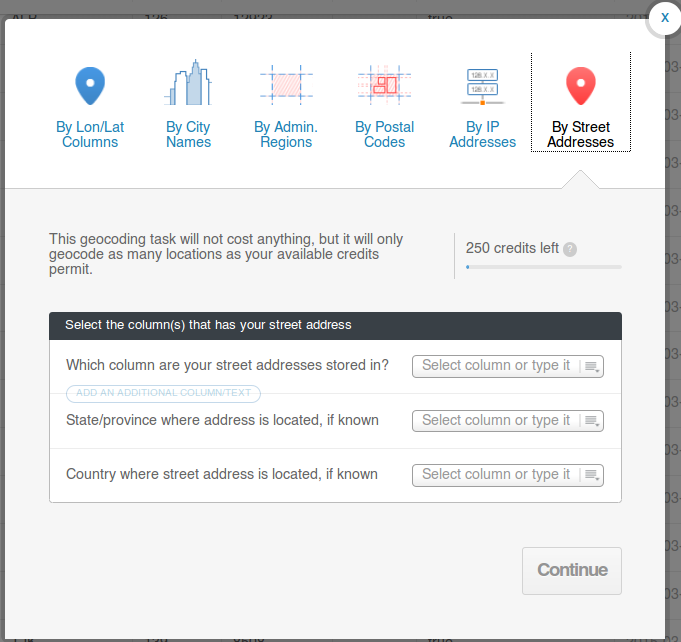 X
By Lon/Lat
Columns
By City
Names
By Admin.
Regions
By Postal
Codes
128.X.X
128.X.X
By IP
Addresses
By Street
Addresses
This geocoding task will not cost anything, but it will only
geocode as many locations as your available credits
permit.
250 credits left ?
Select the column(s) that has your street address
Which column are your street addresses stored in? Select column or type it
ADD AN ADDITIONAL COLUMN/TEXT
State/province where address is located, if known Select column or type it
Country where street address is located, if known Select column or type it
Continue